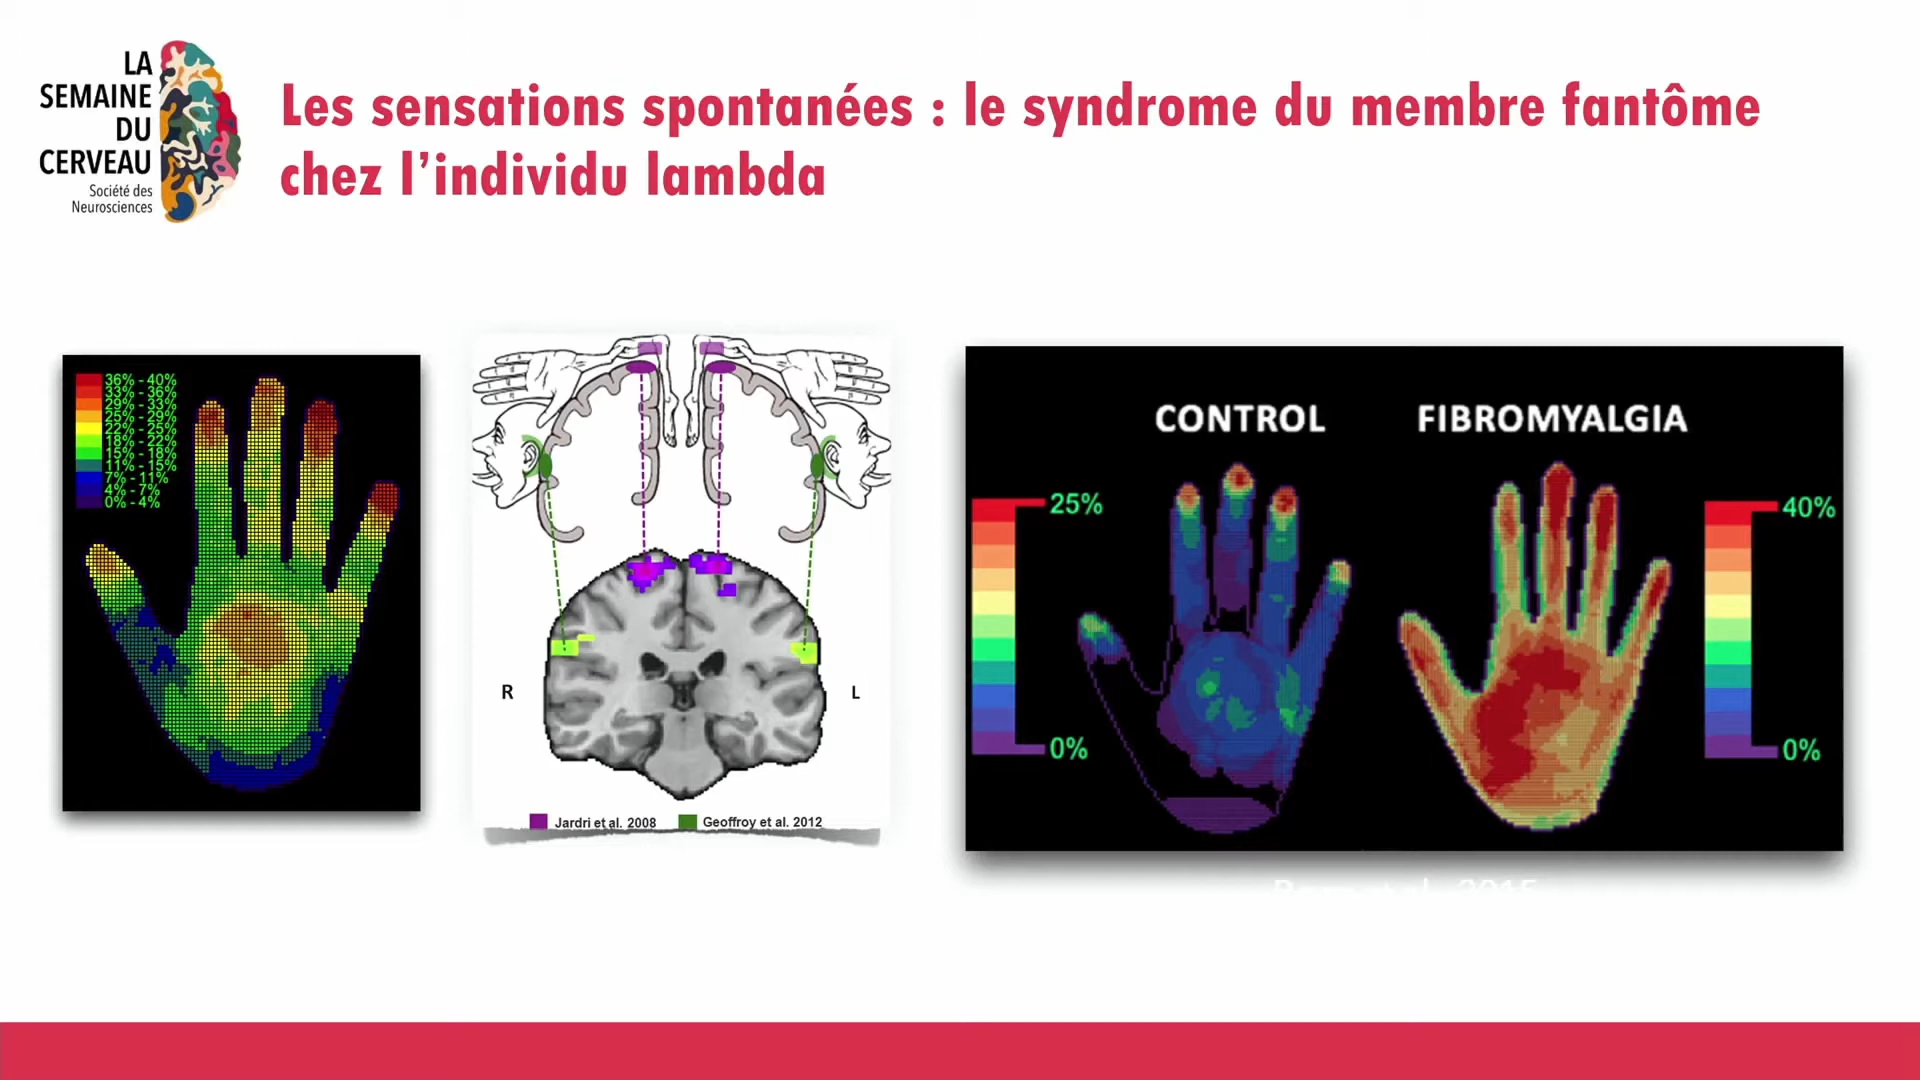 LA
SEMAINE
DU
CERVEAU
Société des
Neurosciences
Les sensations spontanées : le syndrome du membre fantôme
chez l’individu lambda
36% - 40%
33% - 36%
29% - 33%
25% - 29%
22% - 25%
18% - 22%
15% - 18%
11% - 15%
7% - 11%
4% - 7%
0% - 4%
R
L
Jardri et al. 2008
Geoffroy et al. 2012
CONTROL
FIBROMYALGIA
25%
0%
40%
0%